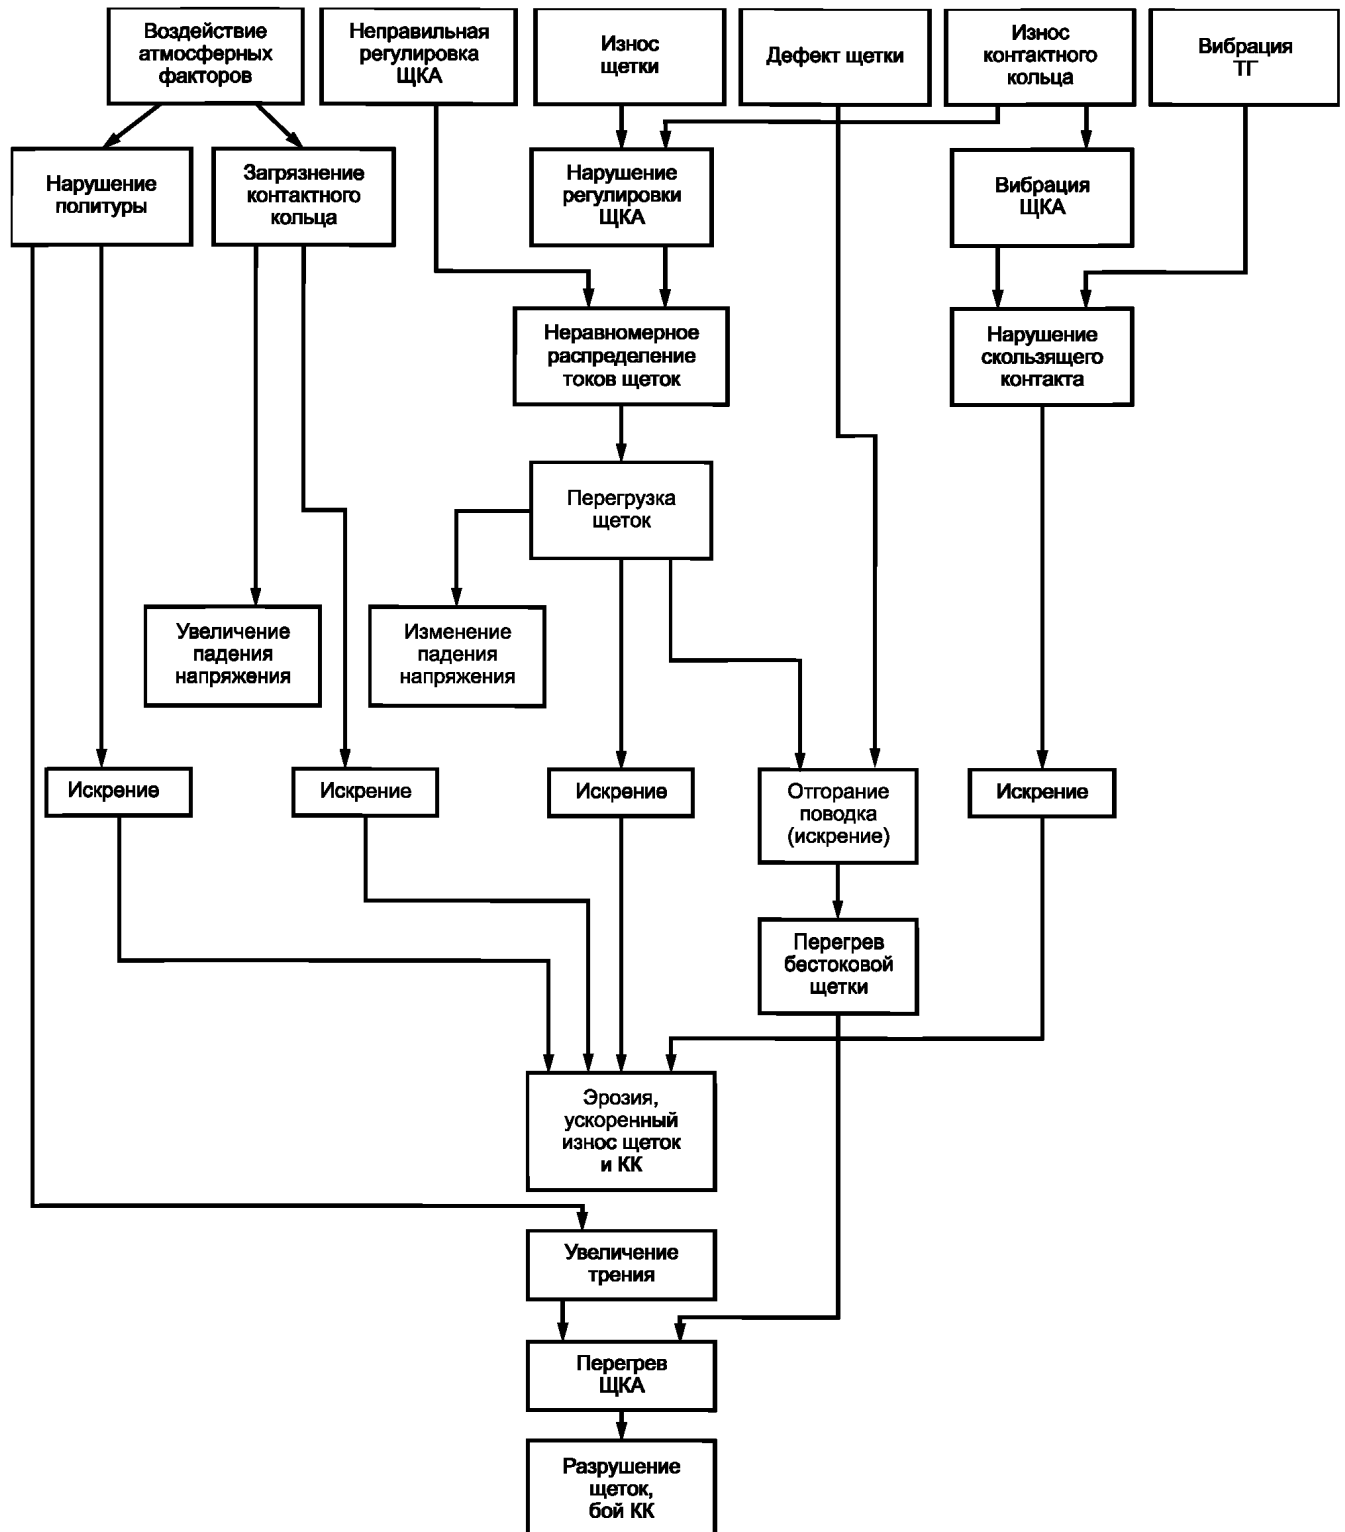 Воздействие
атмосферных
факторов
Неправильная
регулировка
ЩКА
Износ
щетки
Дефект щетки
Износ
контактного
кольца
Вибрация
ТГ
Нарушение
политуры
Загрязнение
контактного
кольца
Нарушение
регулировки
ЩКА
Вибрация
ЩКА
Неравномерное
распределение
токов щеток
Нарушение
скользящего
контакта
Перегрузка
щеток
Увеличение
падения
напряжения
Изменение
падения
напряжения
Искрение
Искрение
Искрение
Отгорание
поводка
(искрение)
Искрение
Перегрев
бестоковой
щетки
Эрозия,
ускоренный
износ щеток
и КК
Увеличение
трения
Перегрев
ЩКА
Разрушение
щеток,
бой КК